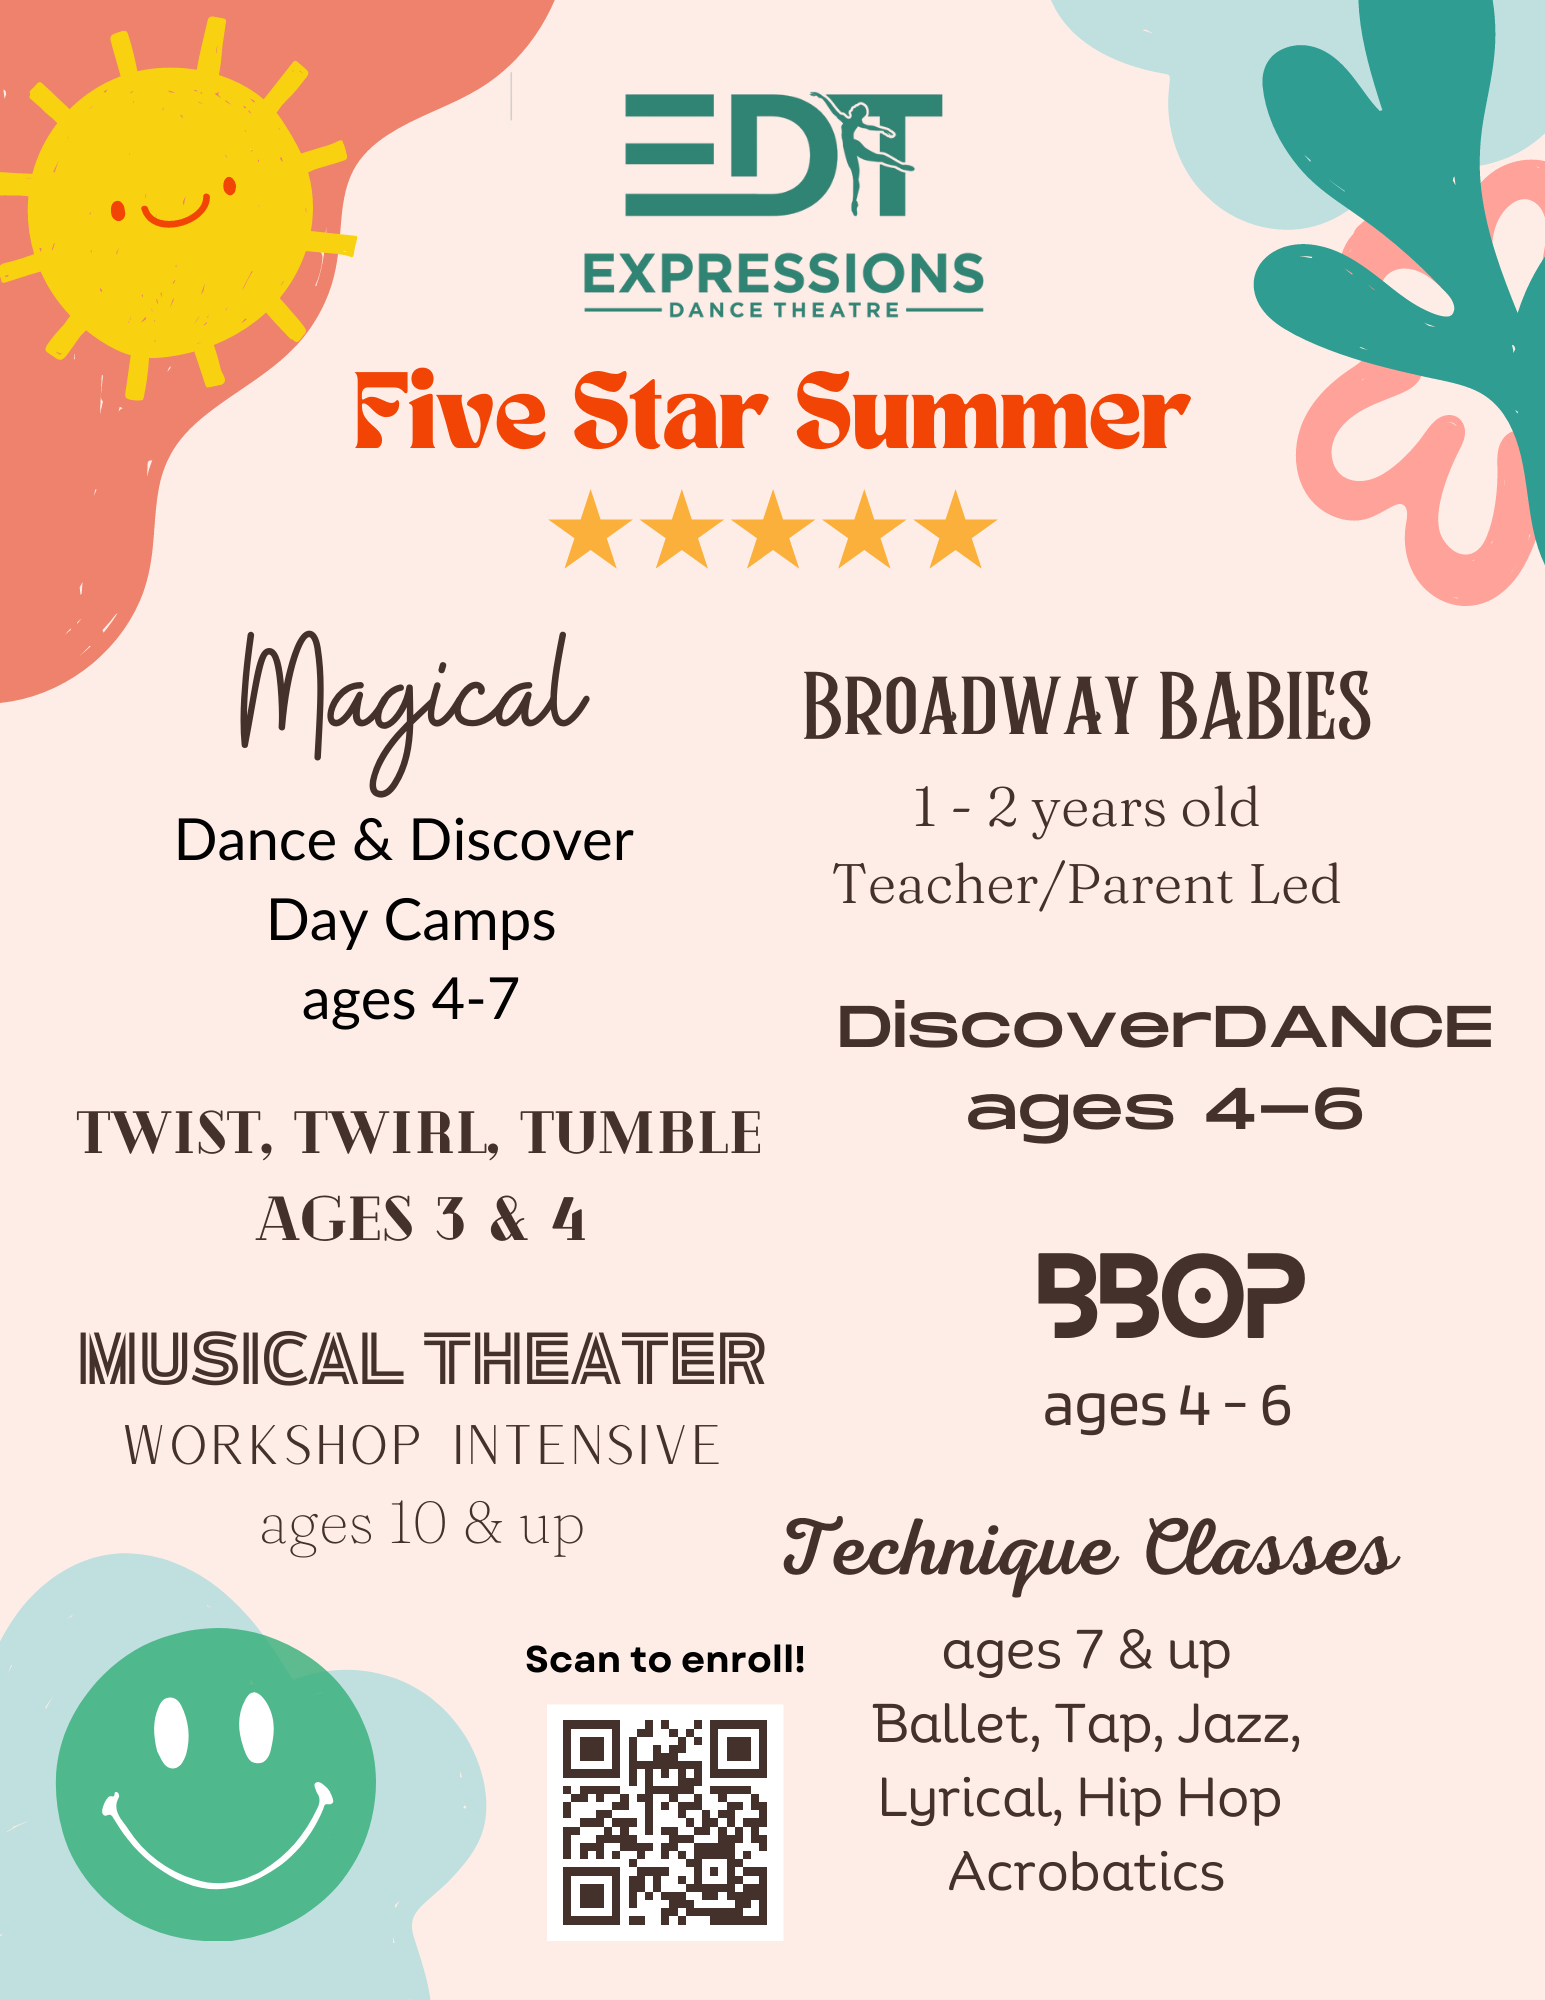 EDT
EXPRESSIONS
DANCE THEATRE
Five Star Summer
Magical
Dance & Discover
Day Camps
ages 4-7
TWIST, TWIRL, TUMBLE
AGES 3 & 4
MUSICAL THEATER
WORKSHOP INTENSIVE
ages 10 & up
BROADWAY BABIES
1 - 2 years old
Teacher/Parent Led
DiscoverDANCE
ages 4-6
BBOP
ages 4 - 6
Technique Classes
ages 7 & up
Ballet, Tap, Jazz,
Lyrical, Hip Hop
Acrobatics
Scan to enroll!